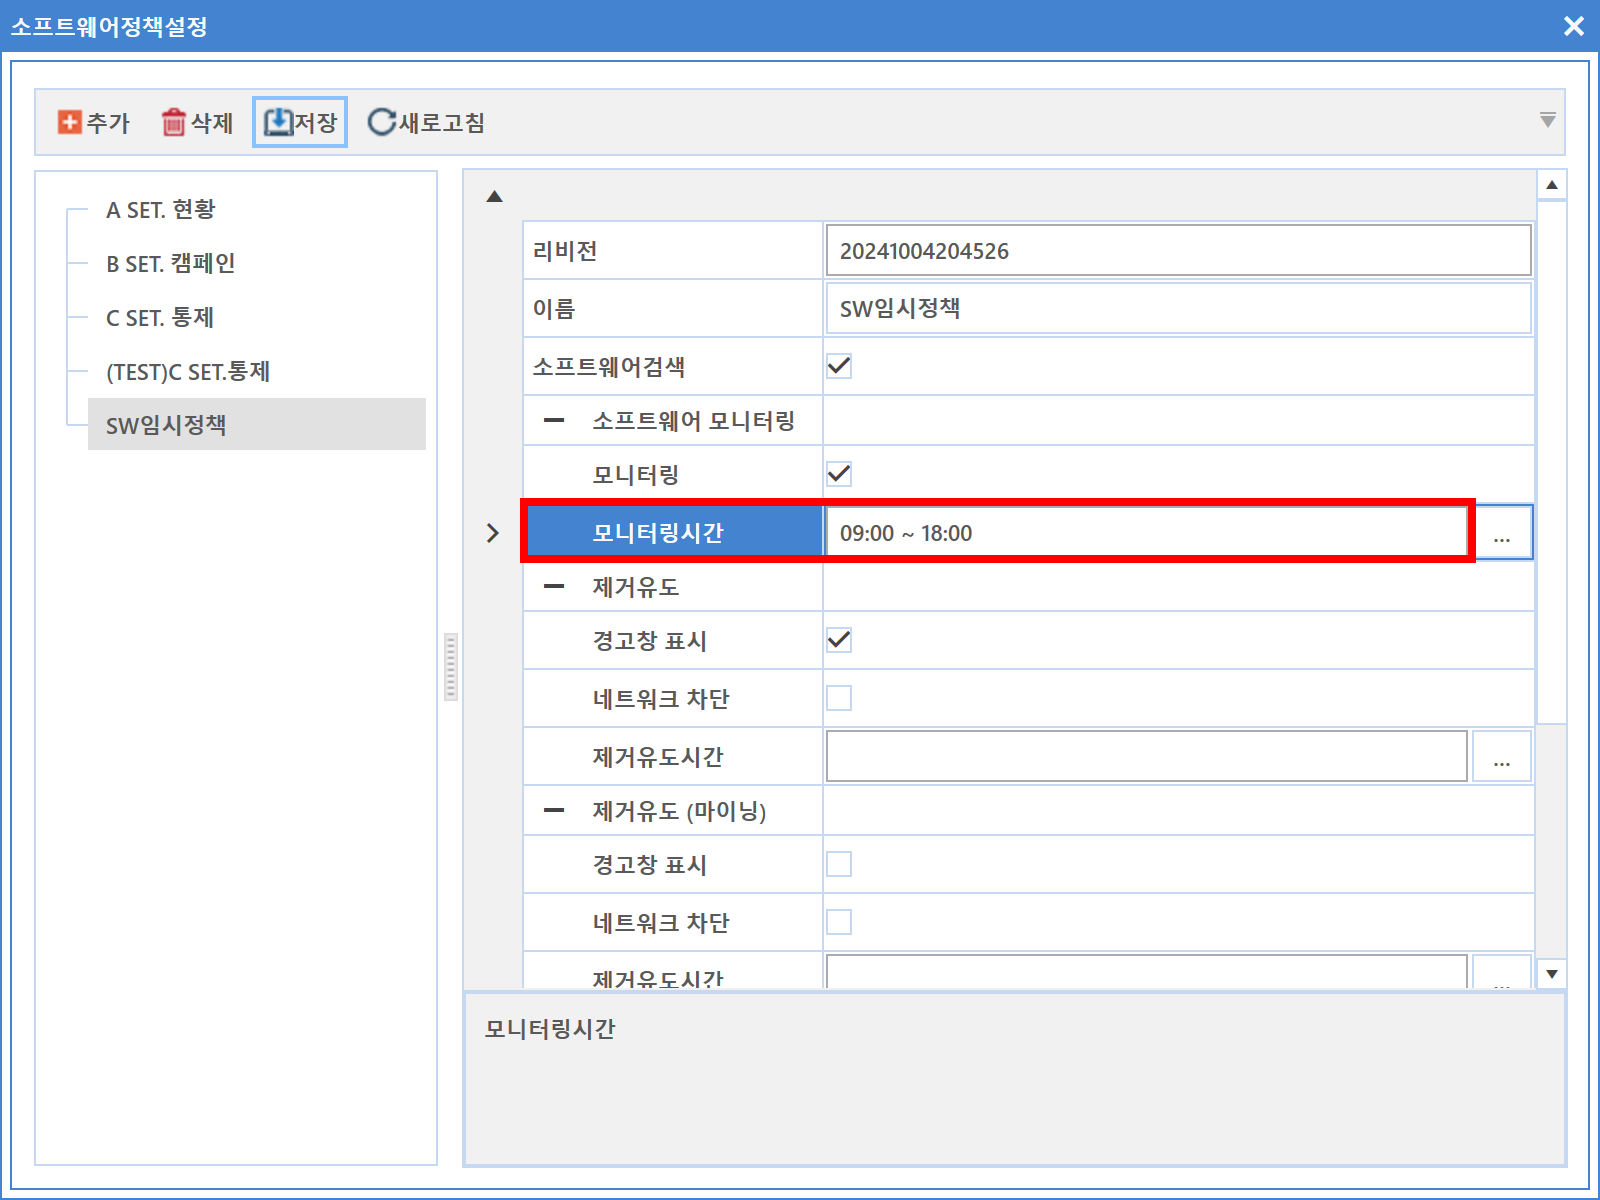 소프트웨어정책설정
추가 삭제 저장 새로고침
A SET. 현황
B SET. 캠페인
C SET. 통제
(TEST)C SET.통제
SW임시정책
리비전 20241004204526
이름 SW임시정책
소프트웨어검색
소프트웨어 모니터링
모니터링
모니터링시간 09:00 ~ 18:00 ...
제거유도
경고창 표시
네트워크 차단
제거유도시간 ...
제거유도 (마이닝)
경고창 표시
네트워크 차단
제거유도시간 ...
모니터링시간